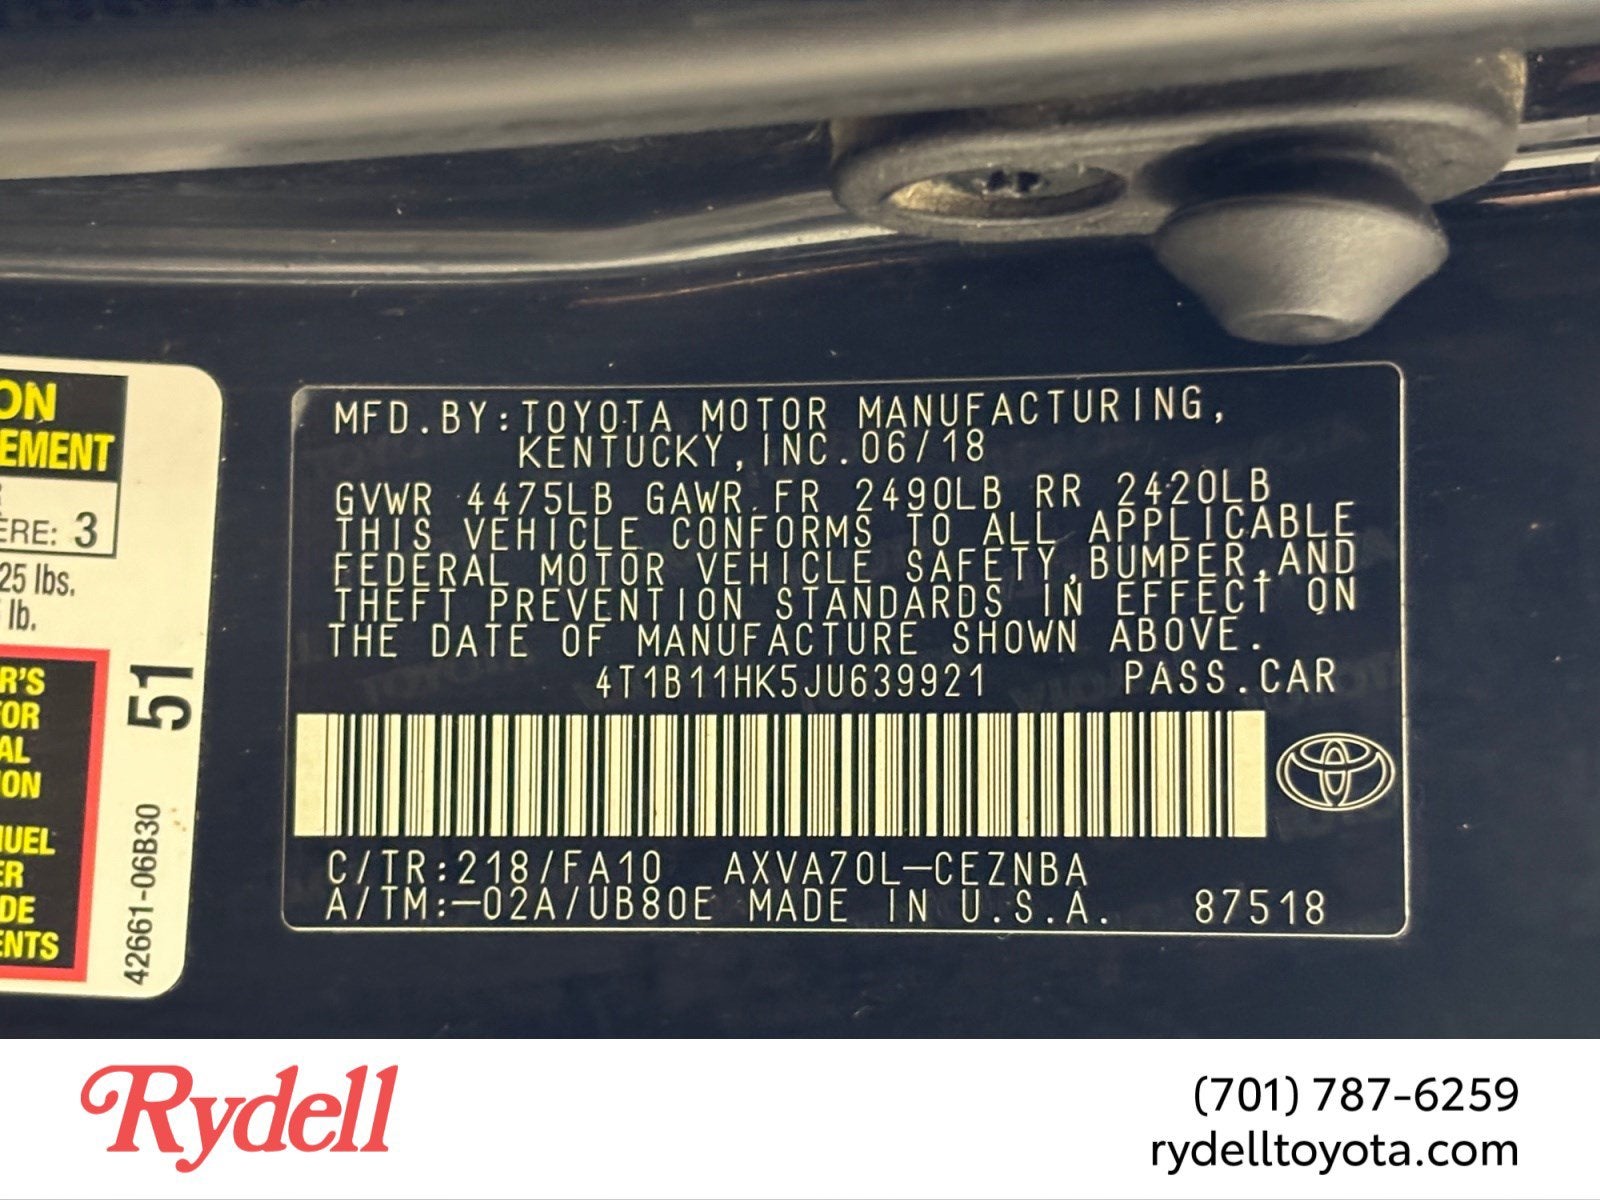 ON
EMENT
ERE: 3
25 lbs.
lb.
R'S
FOR
AL
ION
NUEL
ER
DE
ENTS
51
42661-06B30
MFD.BY:TOYOTA MOTOR MANUFACTURING,
KENTUCKY,INC.06/18
GVWR 4475LB GAWR FR 2490LB RR 2420LB
THIS VEHICLE CONFORMS TO ALL APPLICABLE
FEDERAL MOTOR VEHICLE SAFETY,BUMPER,AND
THEFT PREVENTION STANDARDS IN EFFECT ON
THE DATE OF MANUFACTURE SHOWN ABOVE.
4T1B11HK5JU639921 PASS.CAR
C/TR:218/FA10 AXVA70L-CEZNBA
A/TM:-02A/UB80E MADE IN U.S.A. 87518
Rydell
(701) 787-6259
rydelltoyota.com